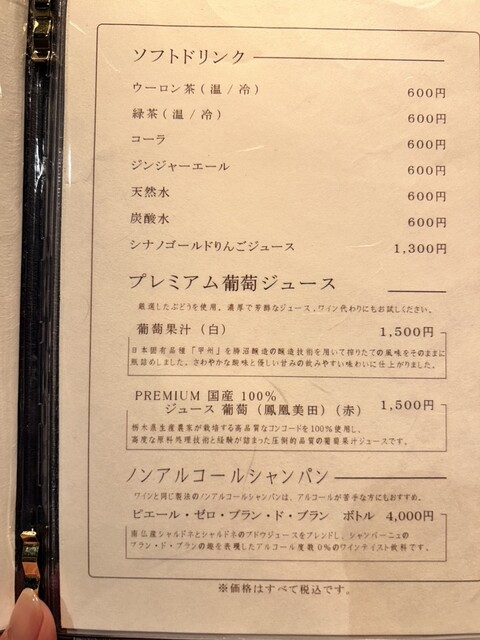 ソフトドリンク
ウーロン茶 ( 温 / 冷 ) 600円
緑茶 ( 温 / 冷 ) 600円
コーラ 600円
ジンジャーエール 600円
天然水 600円
炭酸水 600円
シナノゴールドりんごジュース 1,300円
プレミアム葡萄ジュース
厳選したぶどうを使用。濃厚で芳醇なジュース。ワイン代わりにもお試しください。
葡萄果汁（白） 1,500円
日本固有品種「甲州」を勝沼醸造の醸造技術を用いて搾りたての風味をそのままに
瓶詰めしました。さわやかな酸味と優しい甘みの飲みやすい味わいに仕上がりました。
PREMIUM 国産 100%
ジュース 葡萄（鳳凰美田）（赤） 1,500円
栃木県生産農家が栽培する高品質なコンコードを100%使用し、
高度な原料処理技術と経験が詰まった圧倒的品質の葡萄果汁ジュースです。
ノンアルコールシャンパン
ワインと同じ製法のノンアルコールシャンパンは、アルコールが苦手な方にもおすすめ。
ピエール・ゼロ・ブラン・ド・ブラン ボトル 4,000円
南仏産シャルドネとシャルドネのブドウジュースをブレンドし、シャンパーニュの
ブラン・ド・ブランの趣を表現したアルコール度数0%のワインテイスト飲料です。
※価格はすべて税込です。